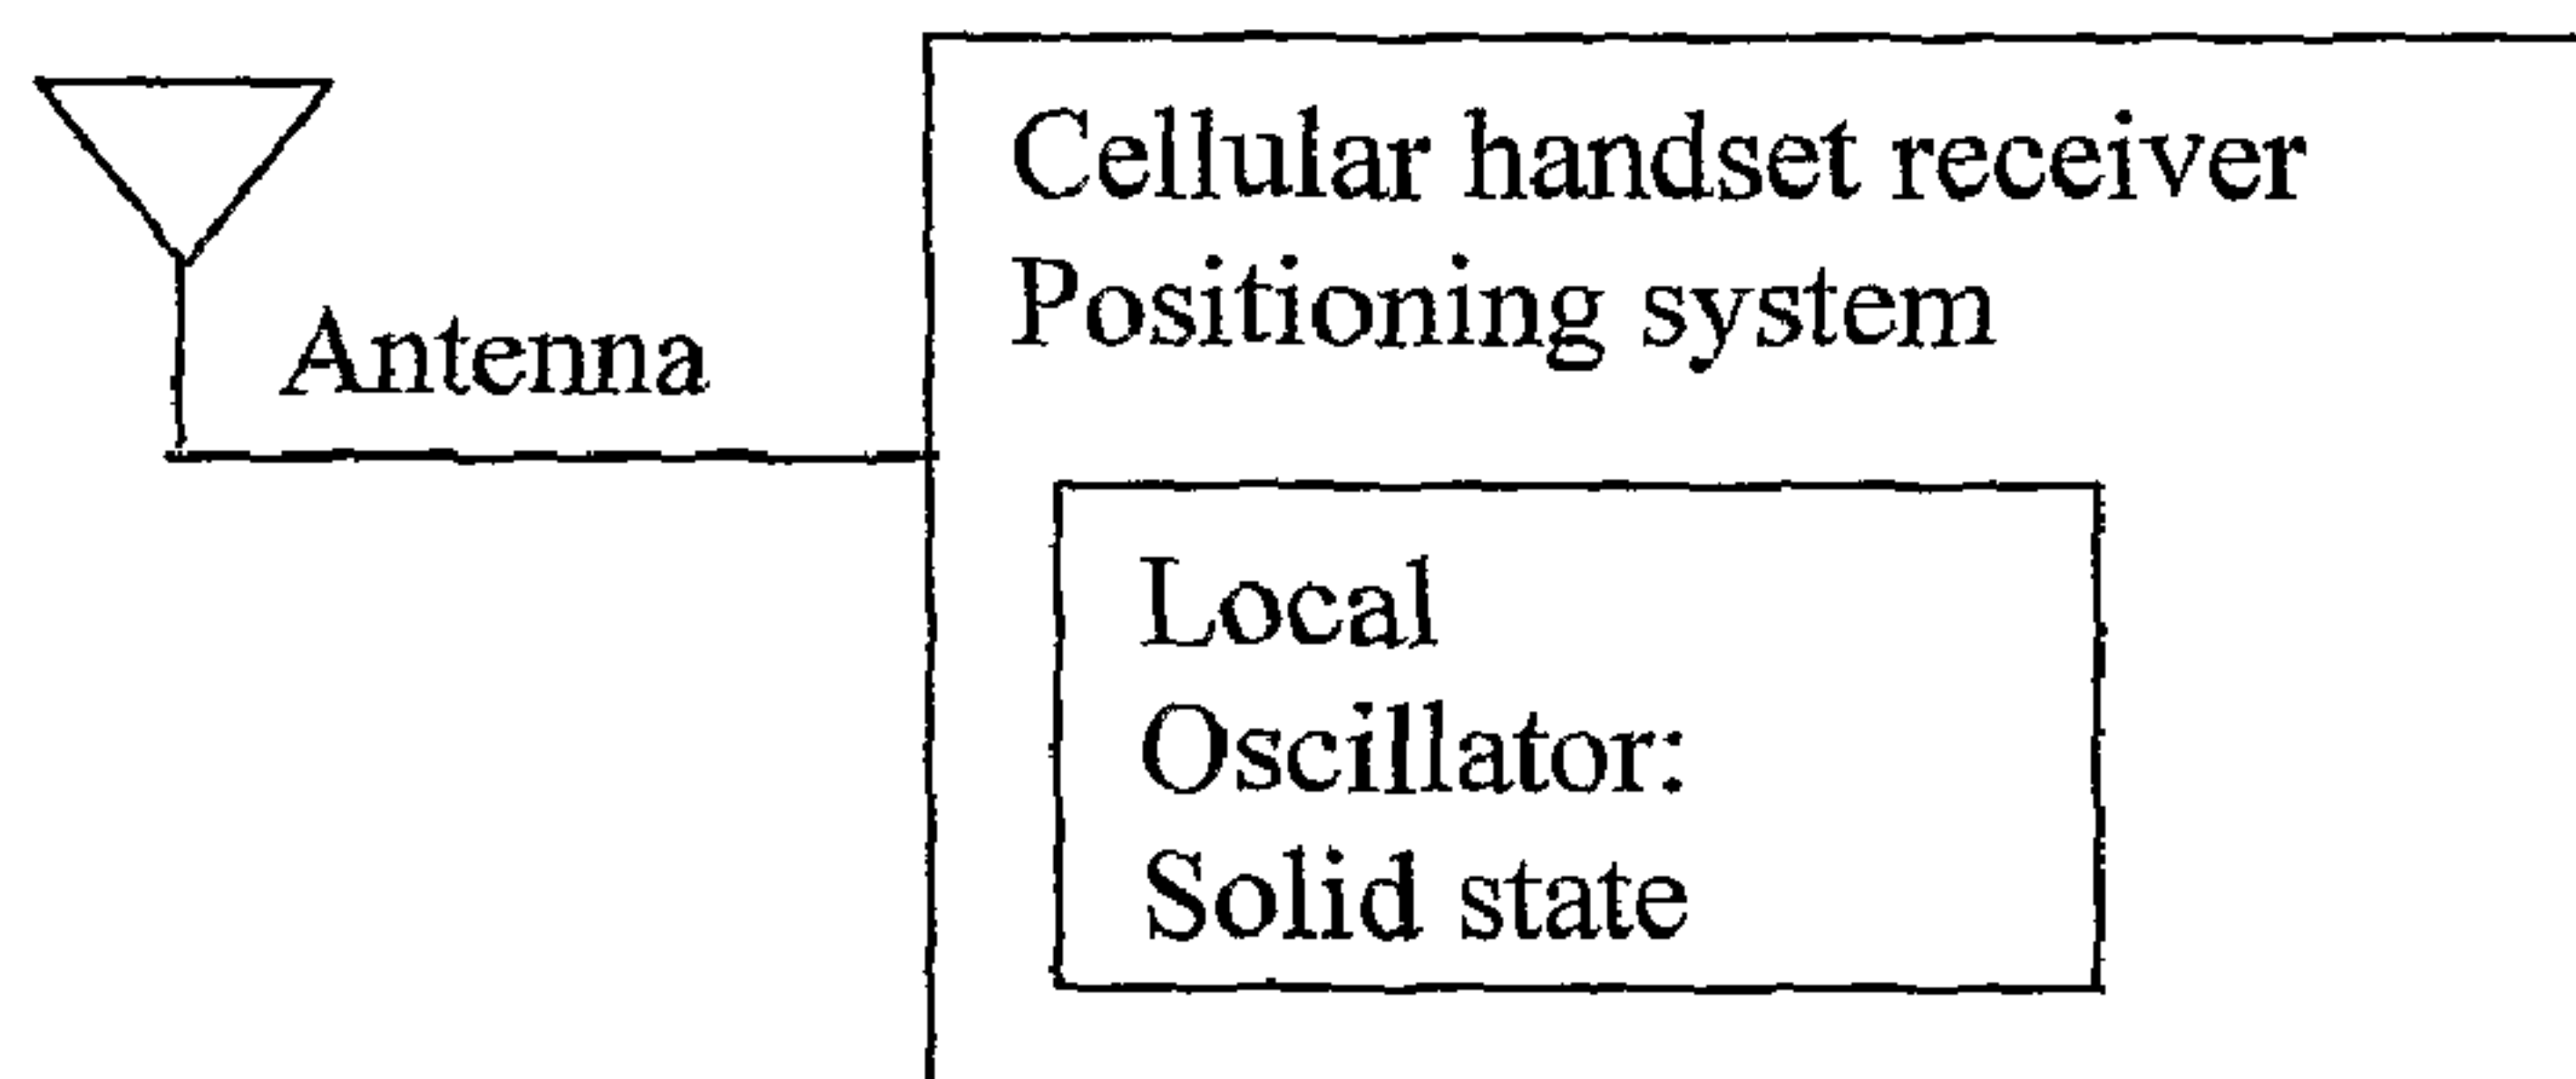 Antenna
Cellular handset receiver
Positioning system
Local
Oscillator:
Solid state